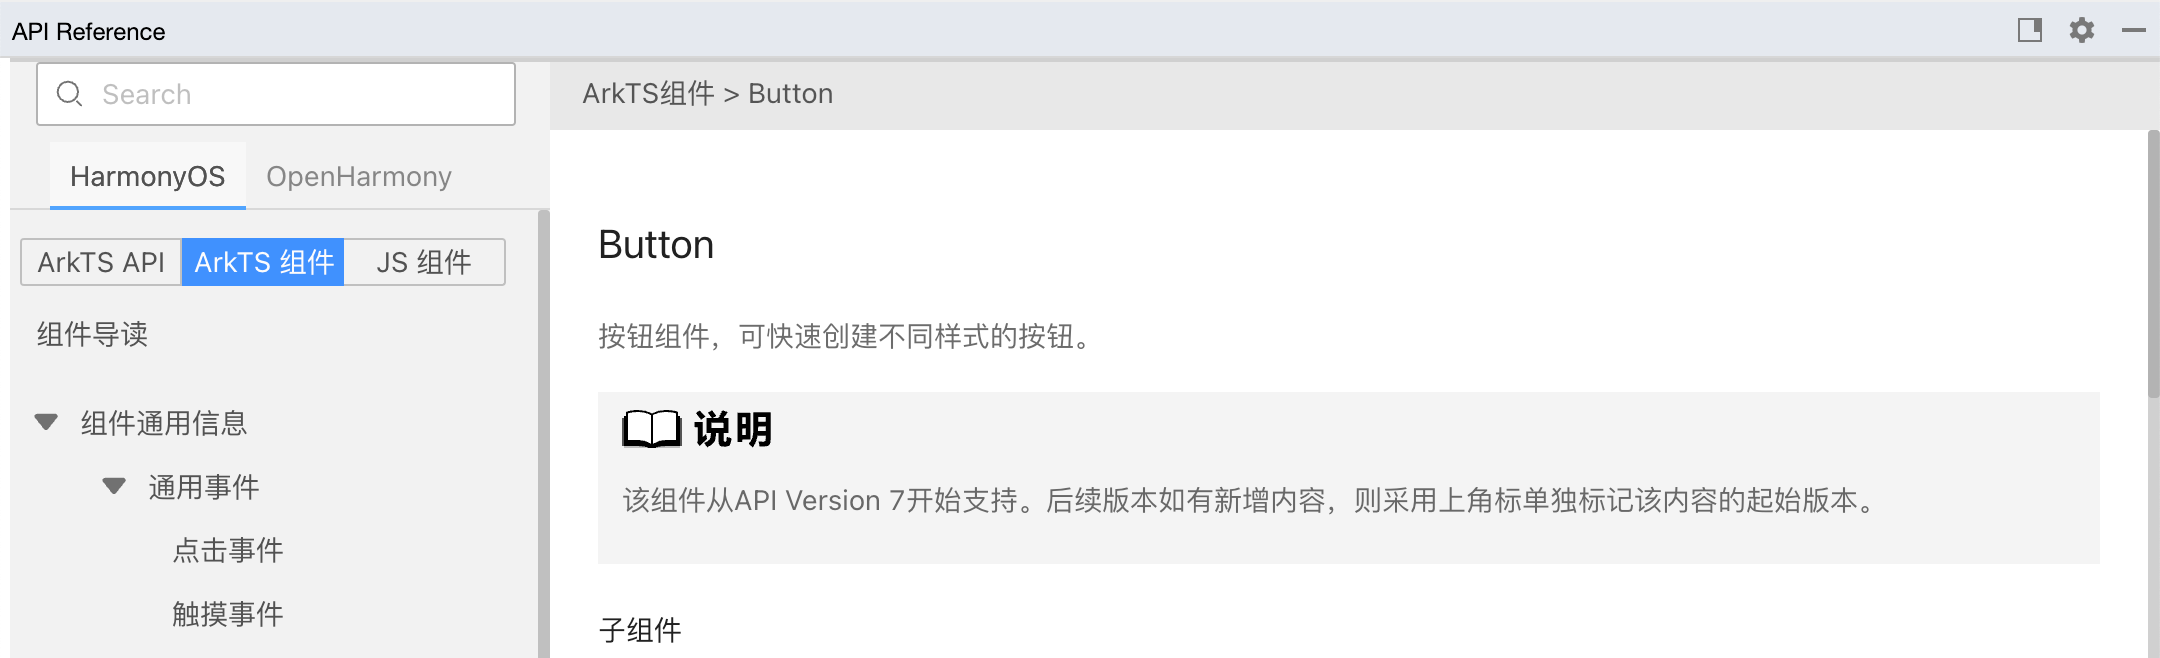 API Reference
Search
HarmonyOS OpenHarmony
ArkTS API ArkTS 组件 JS 组件
组件导读
组件通用信息
通用事件
点击事件
触摸事件
ArkTS组件 > Button
Button
按钮组件，可快速创建不同样式的按钮。
说明
该组件从API Version 7开始支持。后续版本如有新增内容，则采用上角标单独标记该内容的起始版本。
子组件